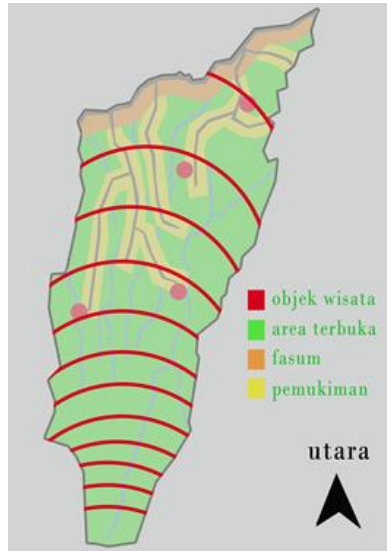 objek wisata
area terbuka
fasum
pemukiman
utara